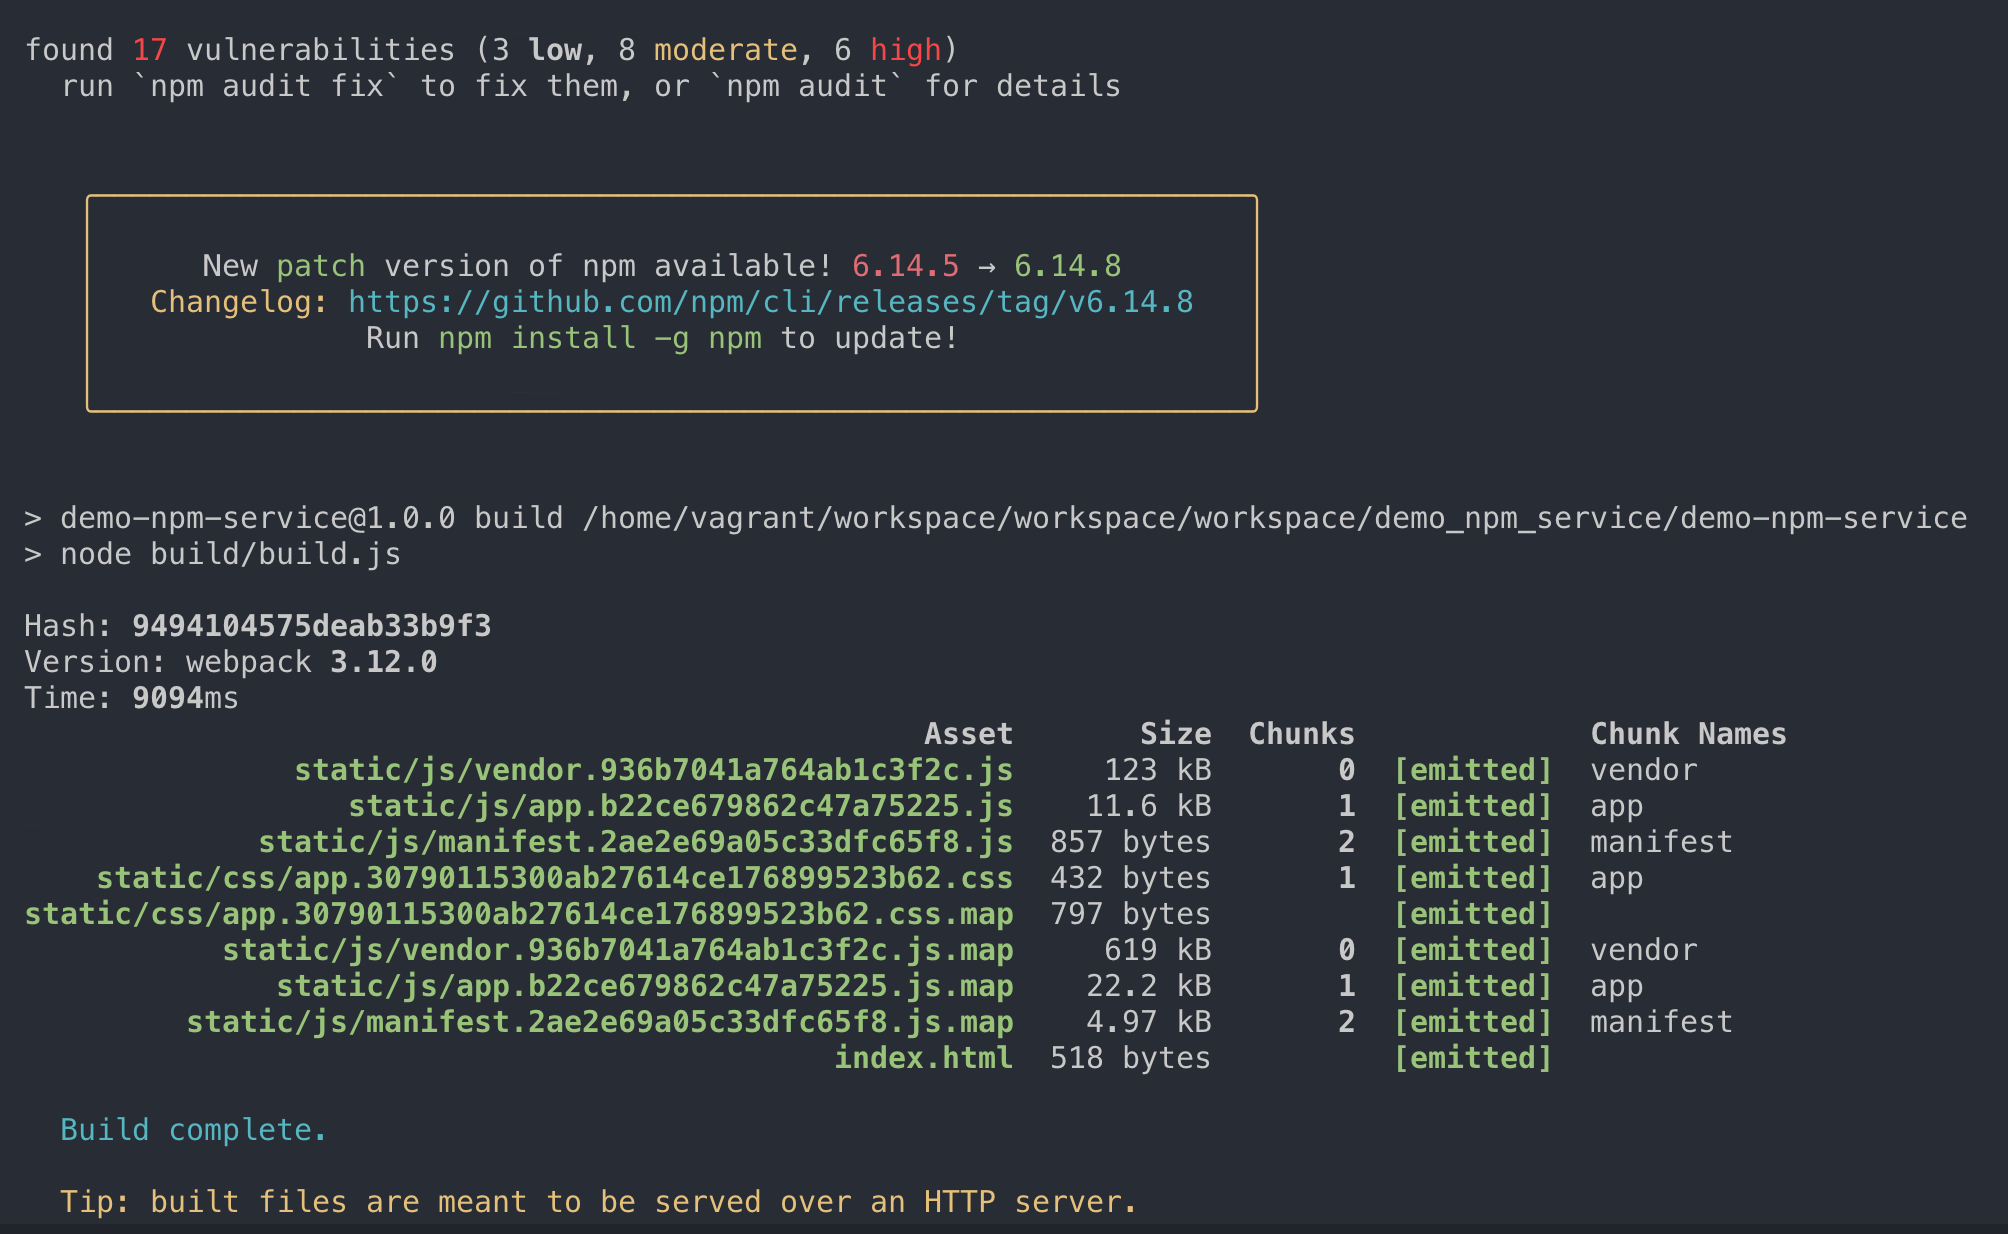 found 17 vulnerabilities (3 low, 8 moderate, 6 high)
run `npm audit fix` to fix them, or `npm audit` for details
New patch version of npm available! 6.14.5 → 6.14.8
Changelog: https://github.com/npm/cli/releases/tag/v6.14.8
Run npm install -g npm to update!
> demo-npm-service@1.0.0 build /home/vagrant/workspace/workspace/workspace/demo_npm_service/demo-npm-service
> node build/build.js
Hash: 9494104575deab33b9f3
Version: webpack 3.12.0
Time: 9094ms
Asset Size Chunks Chunk Names
static/js/vendor.936b7041a764ab1c3f2c.js 123 kB 0 [emitted] vendor
static/js/app.b22ce679862c47a75225.js 11.6 kB 1 [emitted] app
static/js/manifest.2ae2e69a05c33dfc65f8.js 857 bytes 2 [emitted] manifest
static/css/app.30790115300ab27614ce176899523b62.css 432 bytes 1 [emitted] app
static/css/app.30790115300ab27614ce176899523b62.css.map 797 bytes [emitted]
static/js/vendor.936b7041a764ab1c3f2c.js.map 619 kB 0 [emitted] vendor
static/js/app.b22ce679862c47a75225.js.map 22.2 kB 1 [emitted] app
static/js/manifest.2ae2e69a05c33dfc65f8.js.map 4.97 kB 2 [emitted] manifest
index.html 518 bytes [emitted]
Build complete.
Tip: built files are meant to be served over an HTTP server.